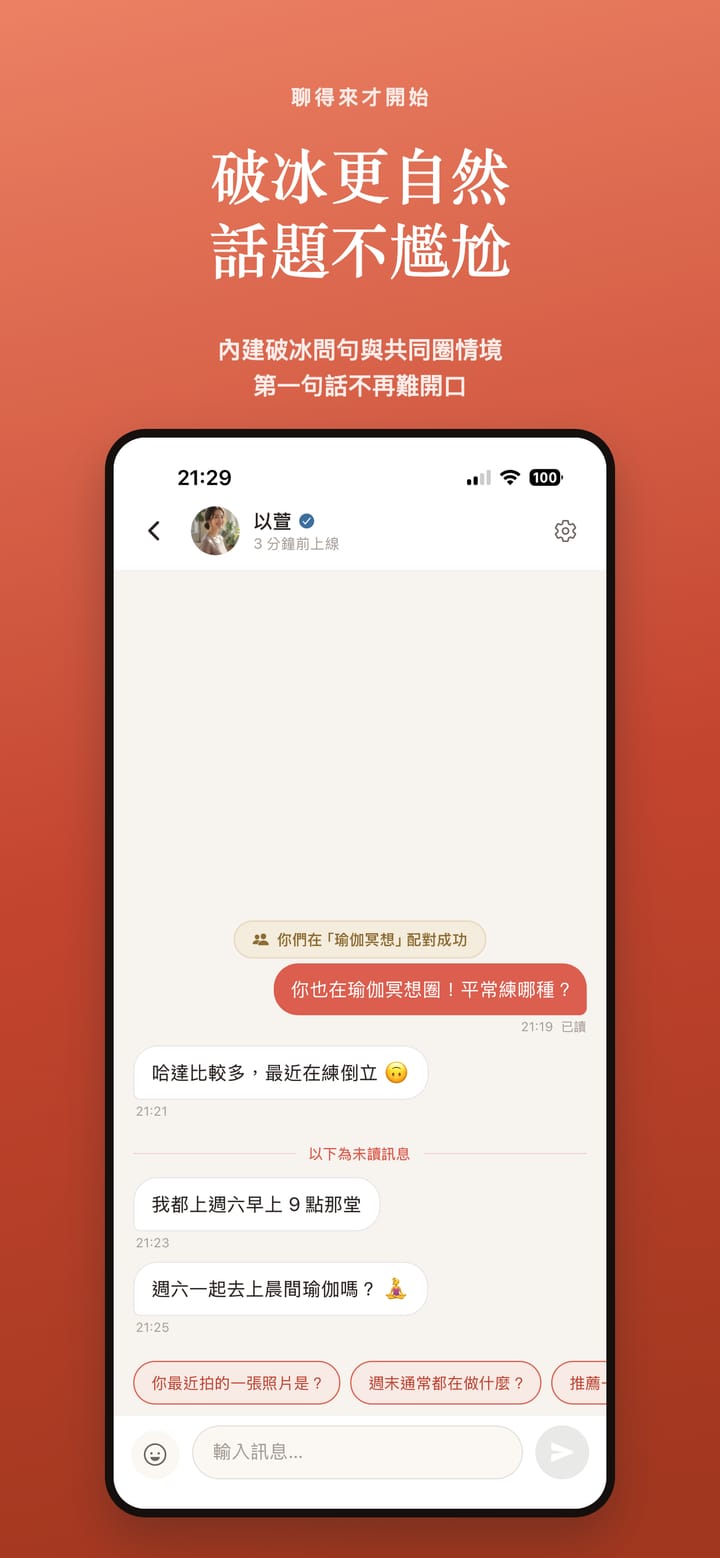 聊得來才開始
破冰更自然
話題不尷尬
內建破冰問句與共同圈情境
第一句話不再難開口
21:29
100
以萱
3 分鐘前上線
你們在「瑜伽冥想」配對成功
你也在瑜伽冥想圈！平常練哪種？
21:19 已讀
哈達比較多，最近在練倒立 🙃
21:21
以下為未讀訊息
我都上週六早上 9 點那堂
21:23
週六一起去上晨間瑜伽嗎？ 🧘‍♀️
21:25
你最近拍的一張照片是？
週末通常都在做什麼？
推薦
輸入訊息...